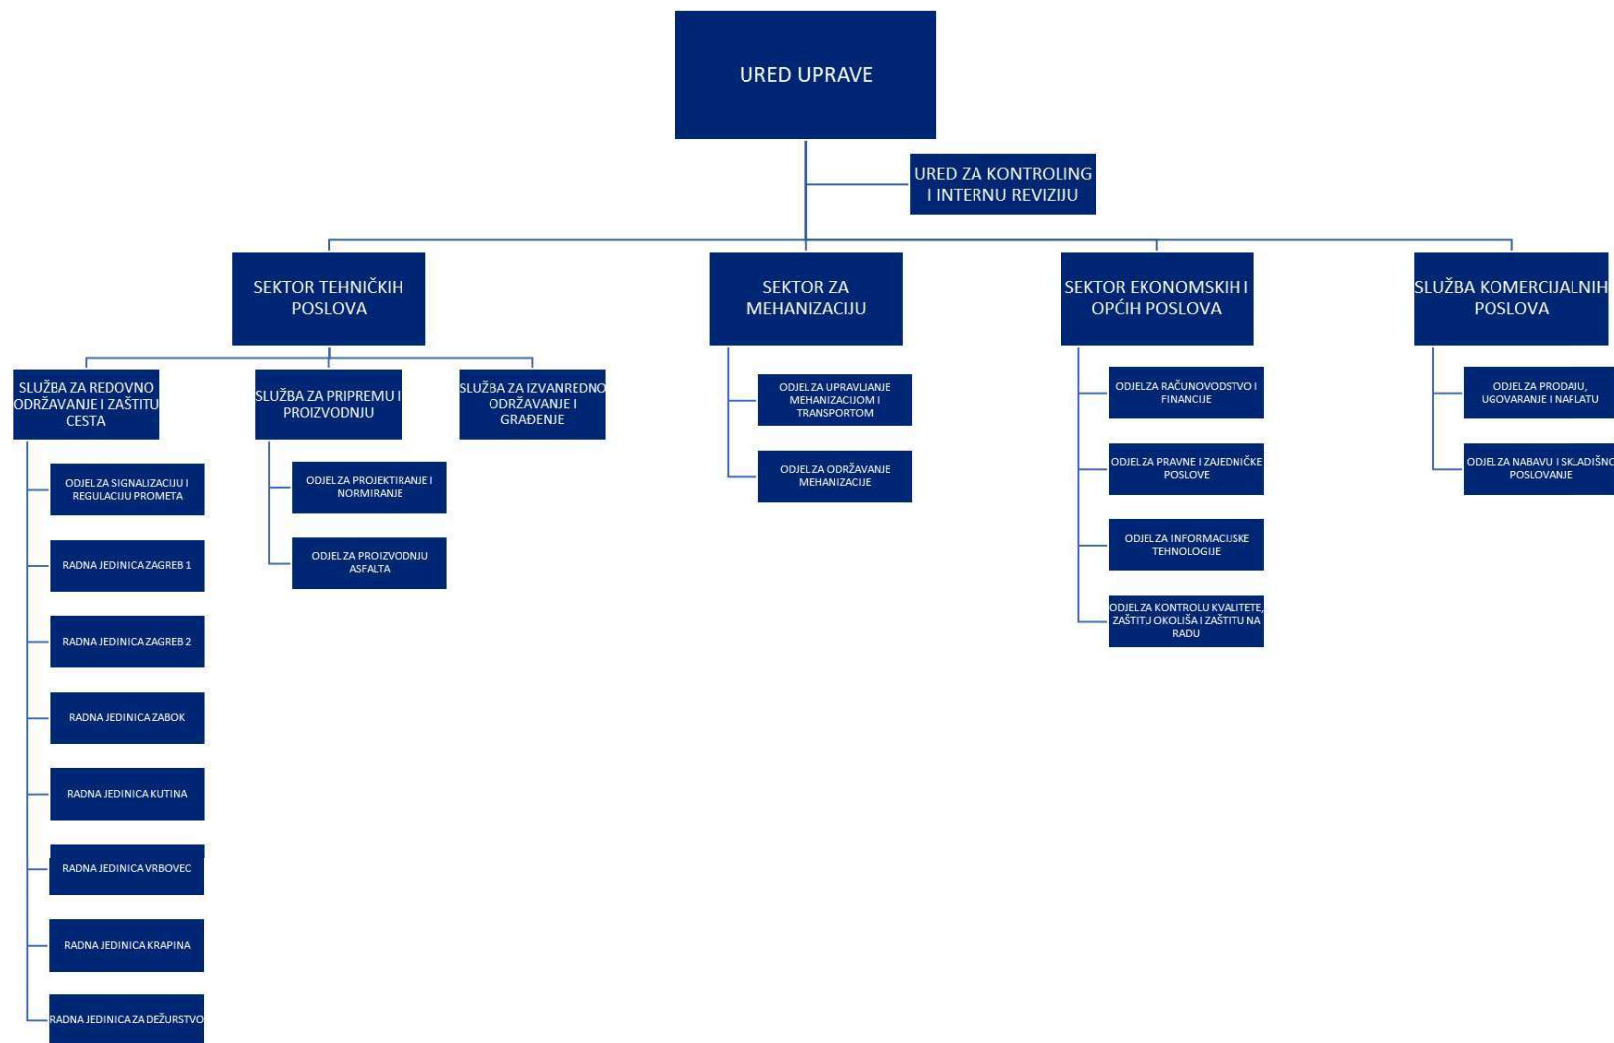 URED UPRAVE
URED ZA KONTROLING
I INTERNU REVIZIJU
SEKTOR TEHNIČKIH
POSLOVA
SEKTOR ZA
MEHANIZACIJU
SEKTOR EKONOMSKIH I
OPĆIH POSLOVA
SLUŽBA KOMERCIJALNIH
POSLOVA
SLUŽBA ZA REDOVNO
ODRŽAVANJE I ZAŠTITU
CESTA
SLUŽBA ZA PRIPREMU I
PROIZVODNJU
SLUŽBA ZA IZVANREDNO
ODRŽAVANJE I
GRAĐENJE
ODJEL ZA SIGNALIZACIJU I
REGULACIJU PROMETA
RADNA JEDINICA ZAGREB 1
RADNA JEDINICA ZAGREB 2
RADNA JEDINICA ZABOK
RADNA JEDINICA KUTINA
RADNA JEDINICA VRBOVEC
RADNA JEDINICA KRAPINA
RADNA JEDINICA ZA DEŽURSTVO
ODJEL ZA PROJEKTIRANJE I
NORMIRANJE
ODJEL ZA PROIZVODNJU
ASFALTA
ODJEL ZA UPRAVLJANJE
MEHANIZACIJOM I
TRANSPORTOM
ODJEL ZA ODRŽAVANJE
MEHANIZACIJE
ODJEL ZA RAČUNOVODSTVO I
FINANCIJE
ODJEL ZA PRAVNE I ZAJEDNIČKE
POSLOVE
ODJEL ZA INFORMACIJSKE
TEHNOLOGIJE
ODJEL ZA KONTROLU KVALITETE,
ZAŠTITU OKOLIŠA I ZAŠTITU NA
RADU
ODJEL ZA PRODAJU,
UGOVARANJE I NAPLATU
ODJEL ZA NABAVU I SKLADIŠNO
POSLOVANJE